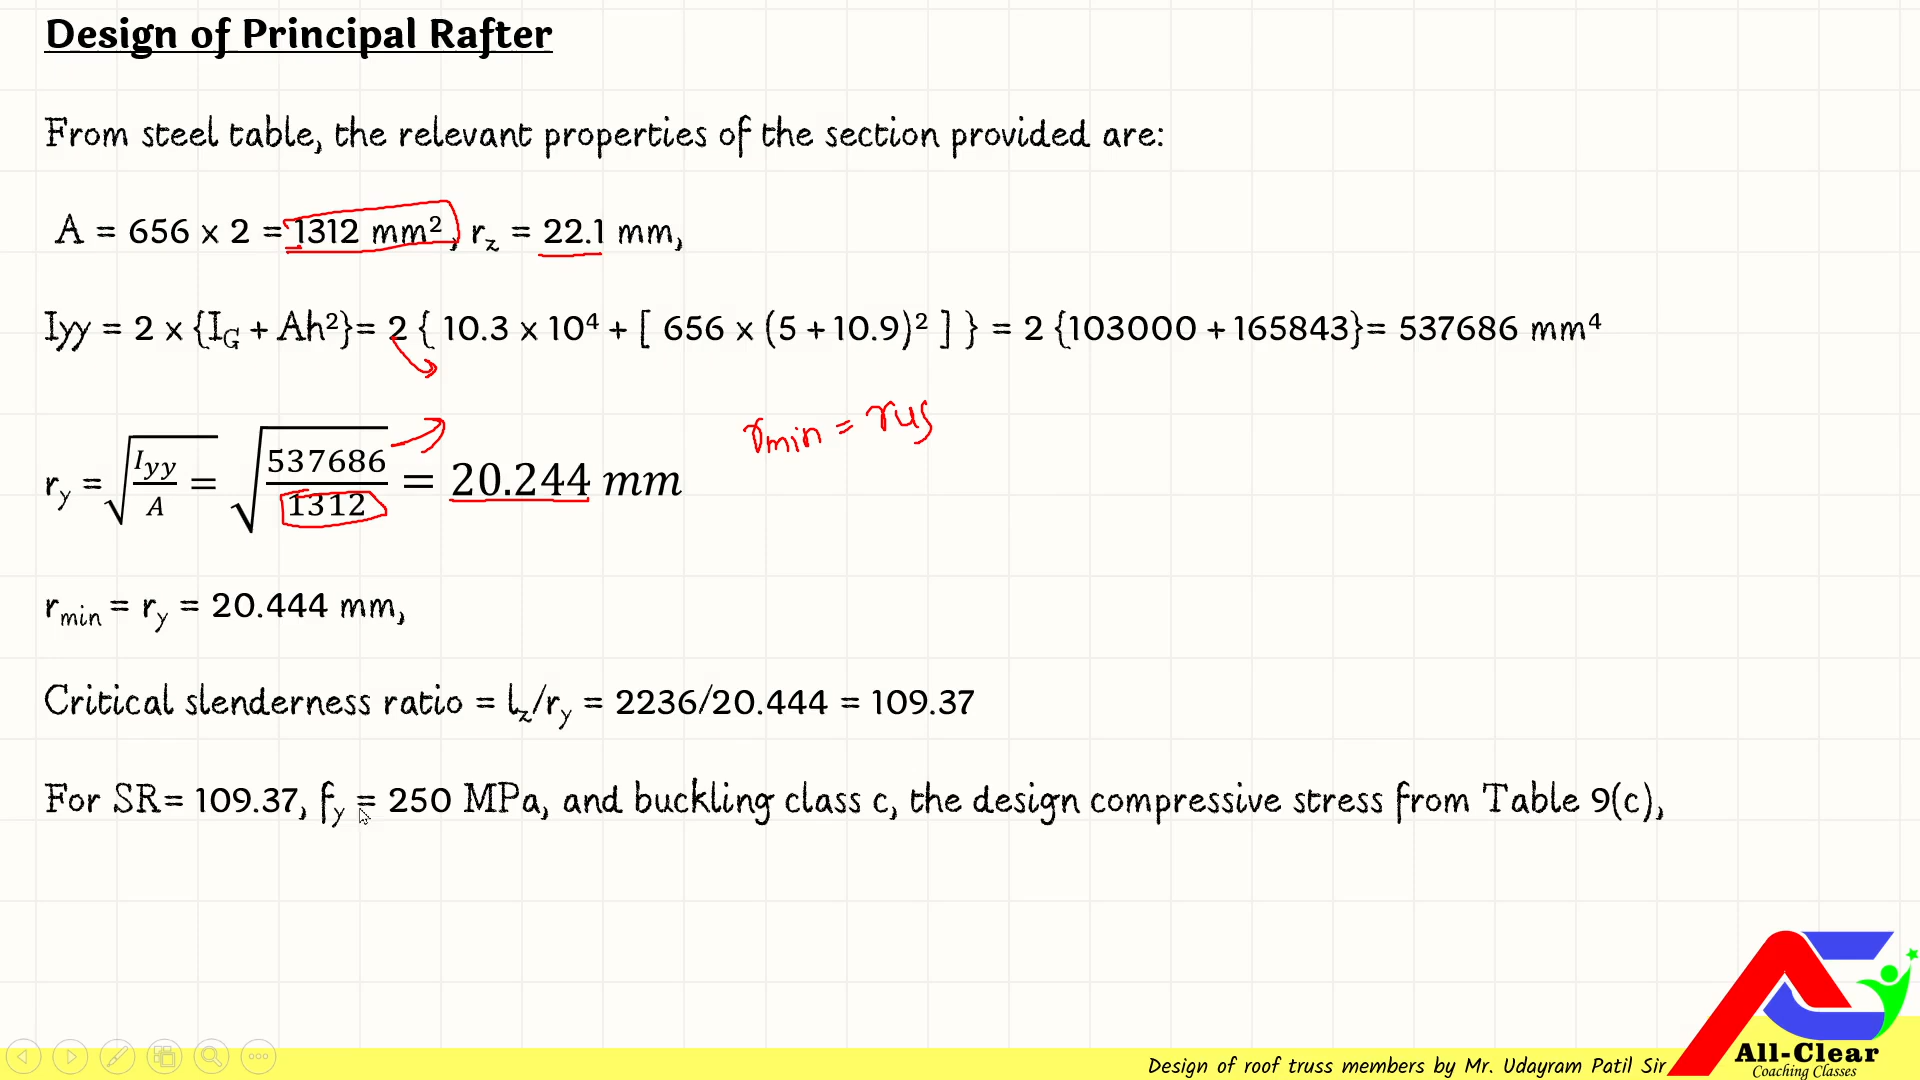 Design of Principal Rafter
From steel table, the relevant properties of the section provided are:
A = 656 x 2 = 1312 mm², r_z = 22.1 mm,
Iyy = 2 x {I_G + Ah²}= 2 { 10.3 x 10⁴ + [ 656 x (5 + 10.9)² ] } = 2 {103000 + 165843}= 537686 mm⁴
r_min =
r_y = √(I_yy/A) = √(537686/1312) = 20.244 mm
r_min = r_y = 20.444 mm,
Critical slenderness ratio = l_z/r_y = 2236/20.444 = 109.37
For SR= 109.37, f_y = 250 MPa, and buckling class c, the design compressive stress from Table 9(c),
All-Clear
Coaching Classes
Design of roof truss members by Mr. Udayram Patil Sir